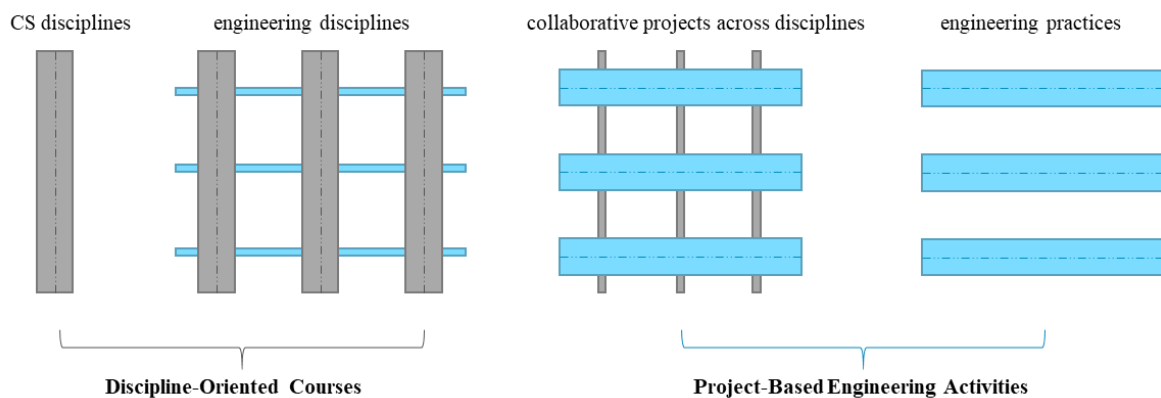 CS disciplines
engineering disciplines
collaborative projects across disciplines
engineering practices
Discipline-Oriented Courses
Project-Based Engineering Activities